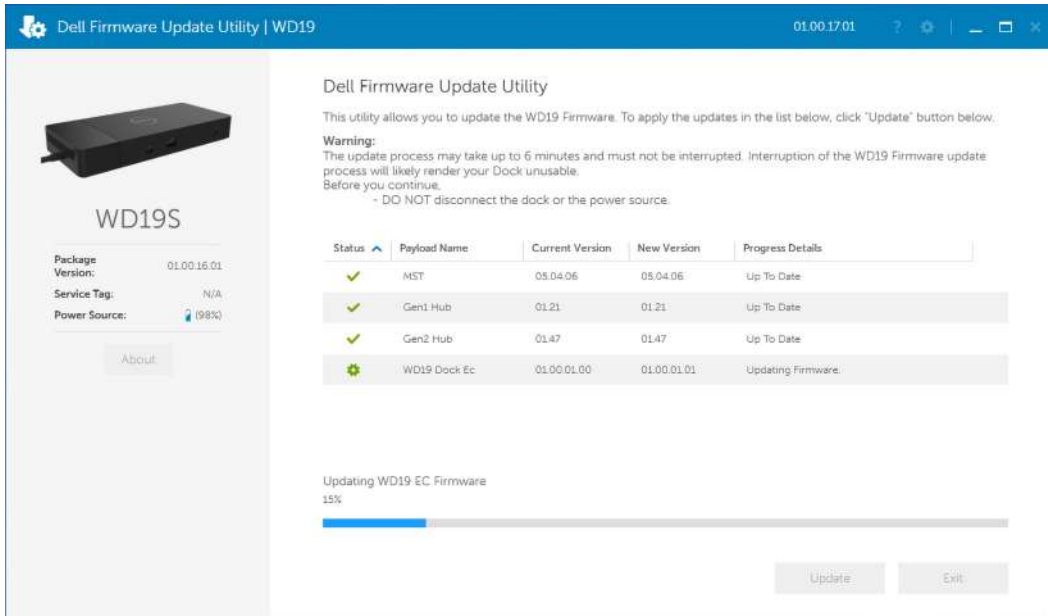 Dell Firmware Update Utility | WD19
01.00.17.01
?
WD19S
Package Version: 01.00.16.01
Service Tag: N/A
Power Source: (98%)
About
Dell Firmware Update Utility
This utility allows you to update the WD19 Firmware. To apply the updates in the list below, click "Update" button below.
Warning:
The update process may take up to 6 minutes and must not be interrupted. Interruption of the WD19 Firmware update
process will likely render your Dock unusable.
Before you continue,
- DO NOT disconnect the dock or the power source.
Status Payload Name Current Version New Version Progress Details
MST 05.04.06 05.04.06 Up To Date
Gen1 Hub 01.21 01.21 Up To Date
Gen2 Hub 01.47 01.47 Up To Date
WD19 Dock Ec 01.00.01.00 01.00.01.01 Updating Firmware.
Updating WD19 EC Firmware
15%
Update Exit